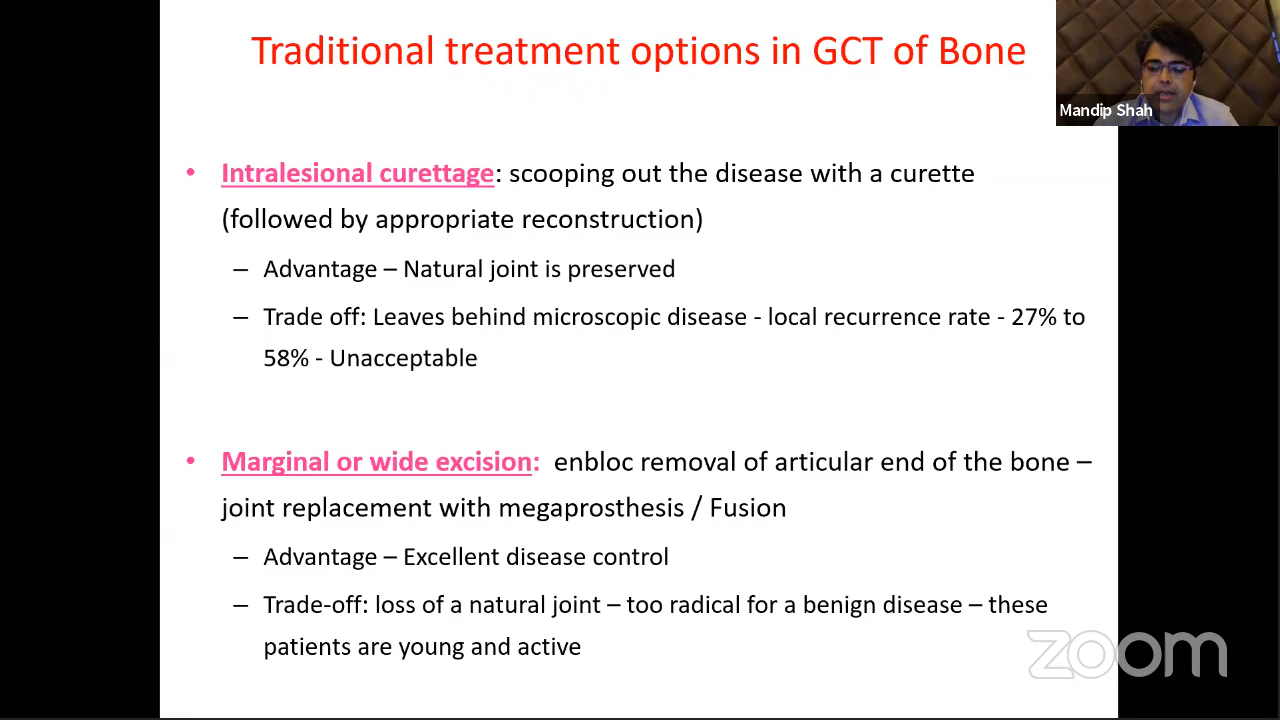 Traditional treatment options in GCT of Bone
Mandip Shah
• Intralesional curettage: scooping out the disease with a curette
(followed by appropriate reconstruction)
– Advantage – Natural joint is preserved
– Trade off: Leaves behind microscopic disease - local recurrence rate - 27% to
58% - Unacceptable
• Marginal or wide excision: enbloc removal of articular end of the bone –
joint replacement with megaprosthesis / Fusion
– Advantage – Excellent disease control
– Trade-off: loss of a natural joint – too radical for a benign disease – these
patients are young and active
zoom